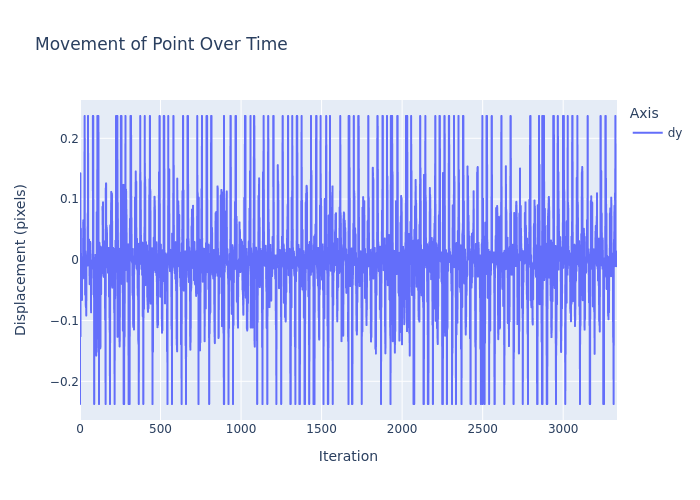 Movement of Point Over Time
Axis
dy
0.2
0.1
0
−0.1
−0.2
Displacement (pixels)
0 500 1000 1500 2000 2500 3000
Iteration